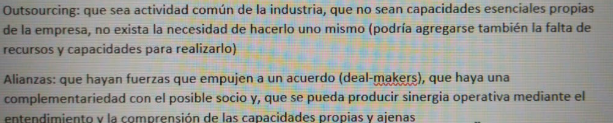 Outsourcing: que sea actividad común de la industria, que no sean capacidades esenciales propias
de la empresa, no exista la necesidad de hacerlo uno mismo (podría agregarse también la falta de
recursos y capacidades para realizarlo)
Alianzas: que hayan fuerzas que empujen a un acuerdo (deal-makers), que haya una
complementariedad con el posible socio y, que se pueda producir sinergia operativa mediante el
entendimiento y la comprensión de las capacidades propias y ajenas